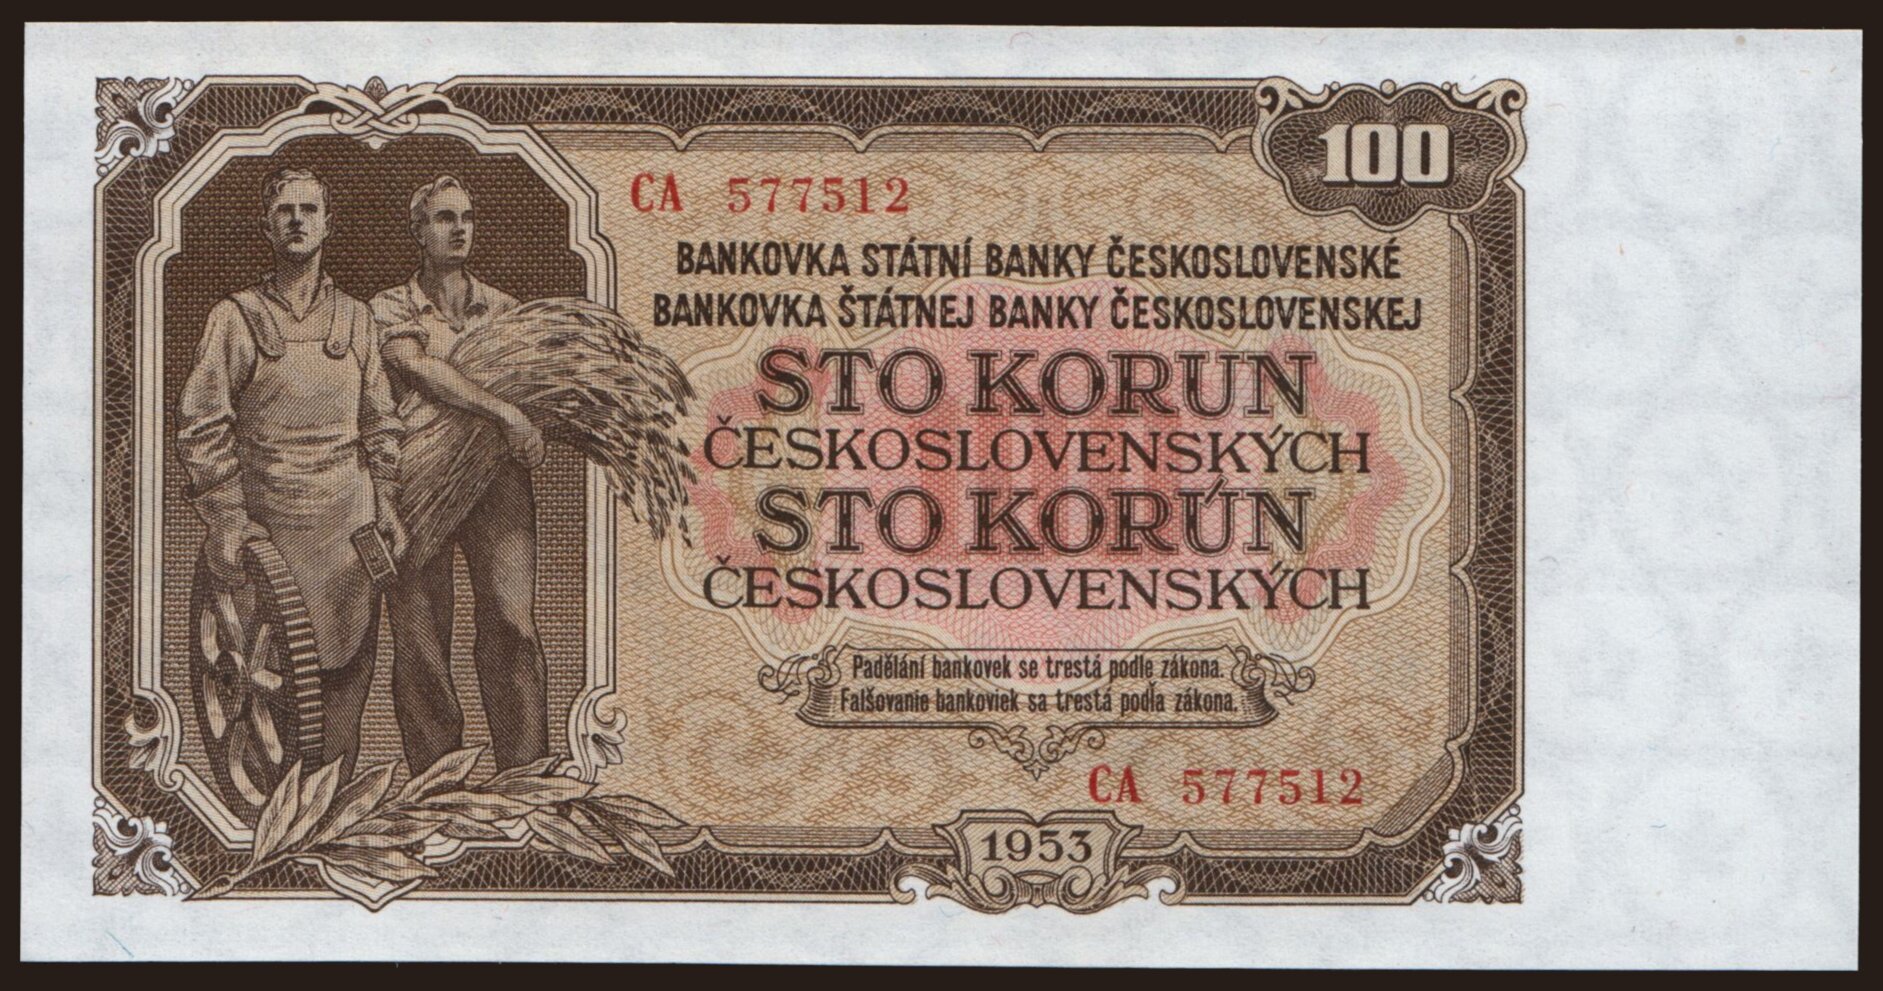 100
CA 577512
BANKOVKA STÁTNÍ BANKY ČESKOSLOVENSKÉ
BANKOVKA ŠTÁTNEJ BANKY ČESKOSLOVENSKEJ
STO KORUN
ČESKOSLOVENSKÝCH
STO KORÚN
ČESKOSLOVENSKÝCH
Padělání bankovek se trestá podle zákona.
Falšovanie bankoviek sa trestá podľa zákona.
CA 577512
1953